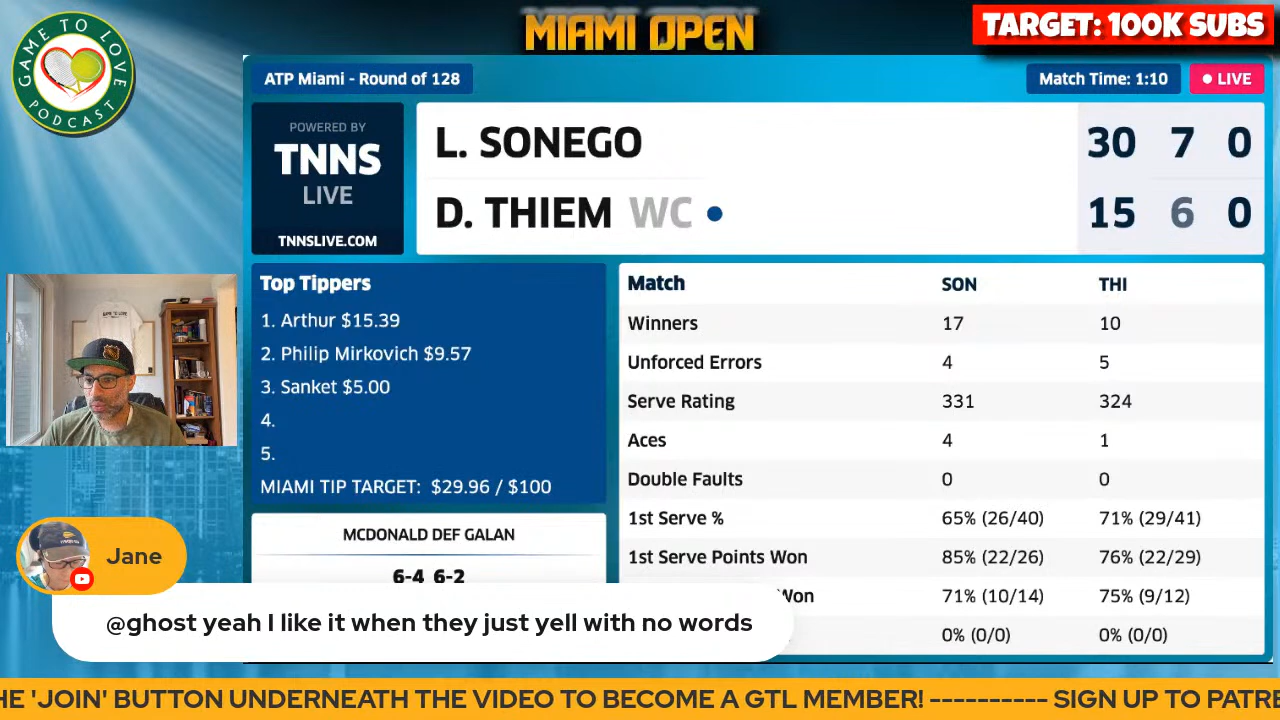 GAME TO LOVE
PODCAST
MIAMI OPEN
TARGET: 100K SUBS
ATP Miami - Round of 128
Match Time: 1:10
LIVE
POWERED BY
TNNS
LIVE
TNNSLIVE.COM
L. SONEGO 30 7 0
D. THIEM WC 15 6 0
Top Tippers
1. Arthur $15.39
2. Philip Mirkovich $9.57
3. Sanket $5.00
4.
5.
MIAMI TIP TARGET: $29.96 / $100
MCDONALD DEF GALAN
6-4 6-2
Match SON THI
Winners 17 10
Unforced Errors 4 5
Serve Rating 331 324
Aces 4 1
Double Faults 0 0
1st Serve % 65% (26/40) 71% (29/41)
1st Serve Points Won 85% (22/26) 76% (22/29)
Won 71% (10/14) 75% (9/12)
0% (0/0) 0% (0/0)
Jane
@ghost yeah I like it when they just yell with no words
HE 'JOIN' BUTTON UNDERNEATH THE VIDEO TO BECOME A GTL MEMBER! ---------- SIGN UP TO PATRE